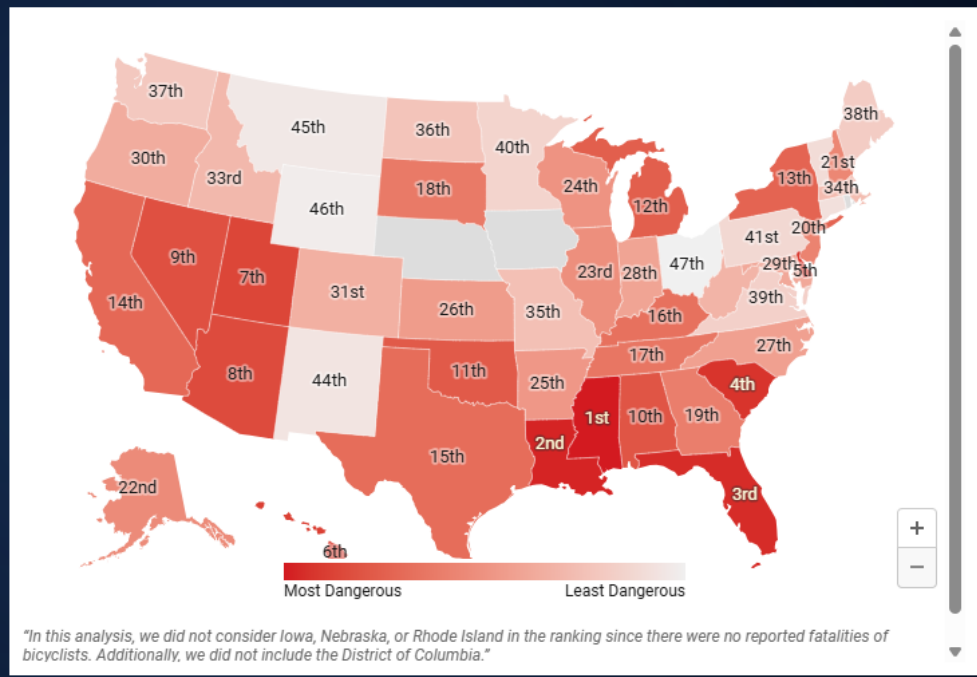 37th
38th
45th
36th
40th
30th
33rd
21st
13th
34th
18th
24th
12th
46th
20th
41st
9th
7th
47th
29th
5th
23rd
28th
31st
39th
14th
26th
35th
16th
27th
17th
8th
44th
11th
25th
4th
1st
10th
19th
2nd
15th
22nd
3rd
6th
+
−
Most Dangerous
Least Dangerous
“In this analysis, we did not consider Iowa, Nebraska, or Rhode Island in the ranking since there were no reported fatalities of
bicyclists. Additionally, we did not include the District of Columbia.”